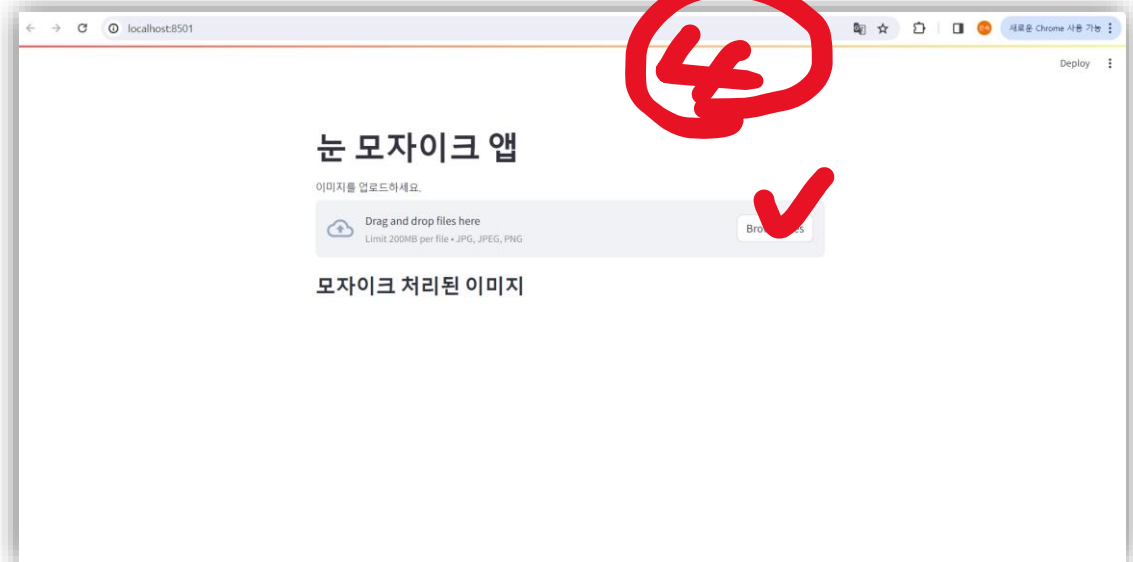 localhost:8501
새로운 Chrome 사용 가능
Deploy
4
눈 모자이크 앱
이미지를 업로드하세요.
Drag and drop files here
Limit 200MB per file • JPG, JPEG, PNG
모자이크 처리된 이미지